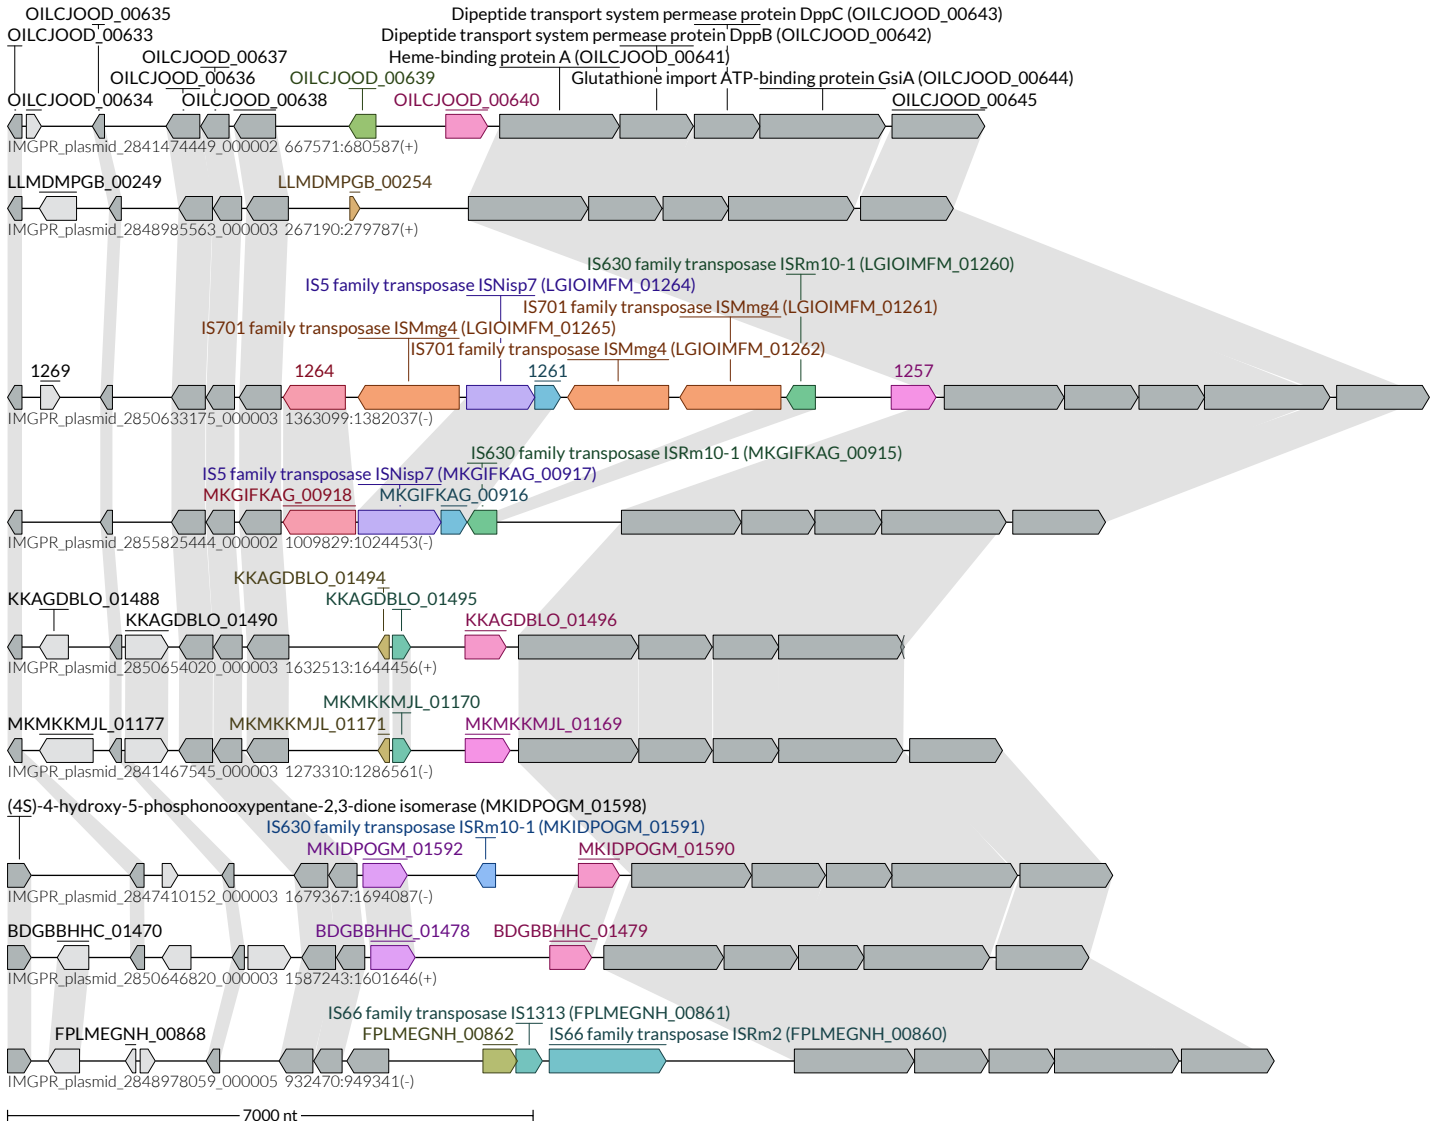 OILCJOOD_00635
Dipeptide transport system permease protein DppC (OILCJOOD_00643)
OILCJOOD_00633
Dipeptide transport system permease protein DppB (OILCJOOD_00642)
OILCJOOD_00637
Heme-binding protein A (OILCJOOD_00641)
OILCJOOD_00636
OILCJOOD_00639
Glutathione import ATP-binding protein GsiA (OILCJOOD_00644)
OILCJOOD_00634
OILCJOOD_00638
OILCJOOD_00640
OILCJOOD_00645
IMGPR_plasmid_2841474449_000002 667571:680587(+)
LLMDMPGB_00249
LLMDMPGB_00254
IMGPR_plasmid_2848985563_000003 267190:279787(+)
IS630 family transposase ISRm10-1 (LGIOIMFM_01260)
IS5 family transposase ISNisp7 (LGIOIMFM_01264)
IS701 family transposase ISMmg4 (LGIOIMFM_01261)
IS701 family transposase ISMmg4 (LGIOIMFM_01265)
IS701 family transposase ISMmg4 (LGIOIMFM_01262)
1269
1264
1261
1257
IMGPR_plasmid_2850633175_000003 1363099:1382037(-)
IS630 family transposase ISRm10-1 (MKGIFKAG_00915)
IS5 family transposase ISNisp7 (MKGIFKAG_00917)
MKGIFKAG_00918
MKGIFKAG_00916
IMGPR_plasmid_2855825444_000002 1009829:1024453(-)
KKAGDBLO_01494
KKAGDBLO_01488
KKAGDBLO_01495
KKAGDBLO_01490
KKAGDBLO_01496
IMGPR_plasmid_2850654020_000003 1632513:1644456(+)
MKMKKMJL_01170
MKMKKMJL_01177
MKMKKMJL_01171
MKMKKMJL_01169
IMGPR_plasmid_2841467545_000003 1273310:1286561(-)
(4S)-4-hydroxy-5-phosphonooxypentane-2,3-dione isomerase (MKIDPOGM_01598)
IS630 family transposase ISRm10-1 (MKIDPOGM_01591)
MKIDPOGM_01592
MKIDPOGM_01590
IMGPR_plasmid_2847410152_000003 1679367:1694087(-)
BDGBBHHC_01470
BDGBBHHC_01478
BDGBBHHC_01479
IMGPR_plasmid_2850646820_000003 1587243:1601646(+)
IS66 family transposase IS1313 (FPLMEGNH_00861)
FPLMEGNH_00868
FPLMEGNH_00862
IS66 family transposase ISRm2 (FPLMEGNH_00860)
IMGPR_plasmid_2848978059_000005 932470:949341(-)
7000 nt